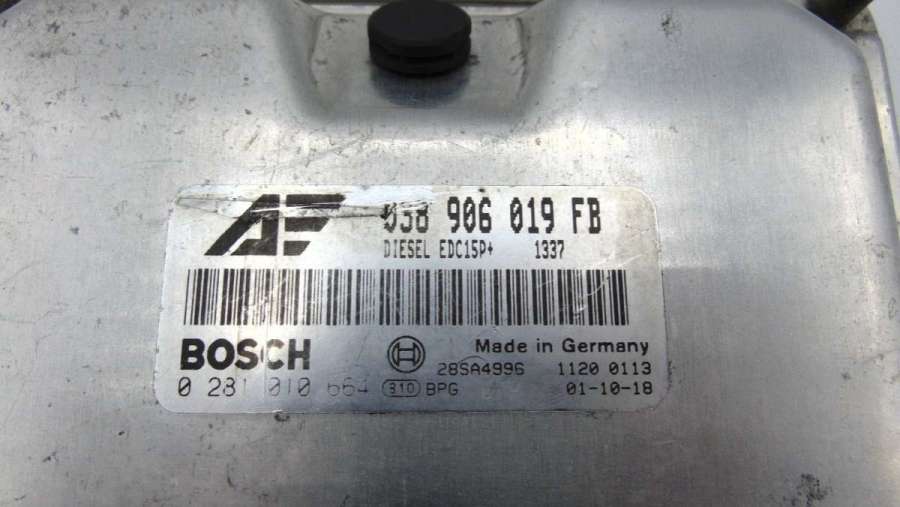 AE 038 906 019 FB
DIESEL EDC15P+ 1337
BOSCH Made in Germany
28SA4996 1120 0113
0 281 010 664 310 BPG 01-10-18